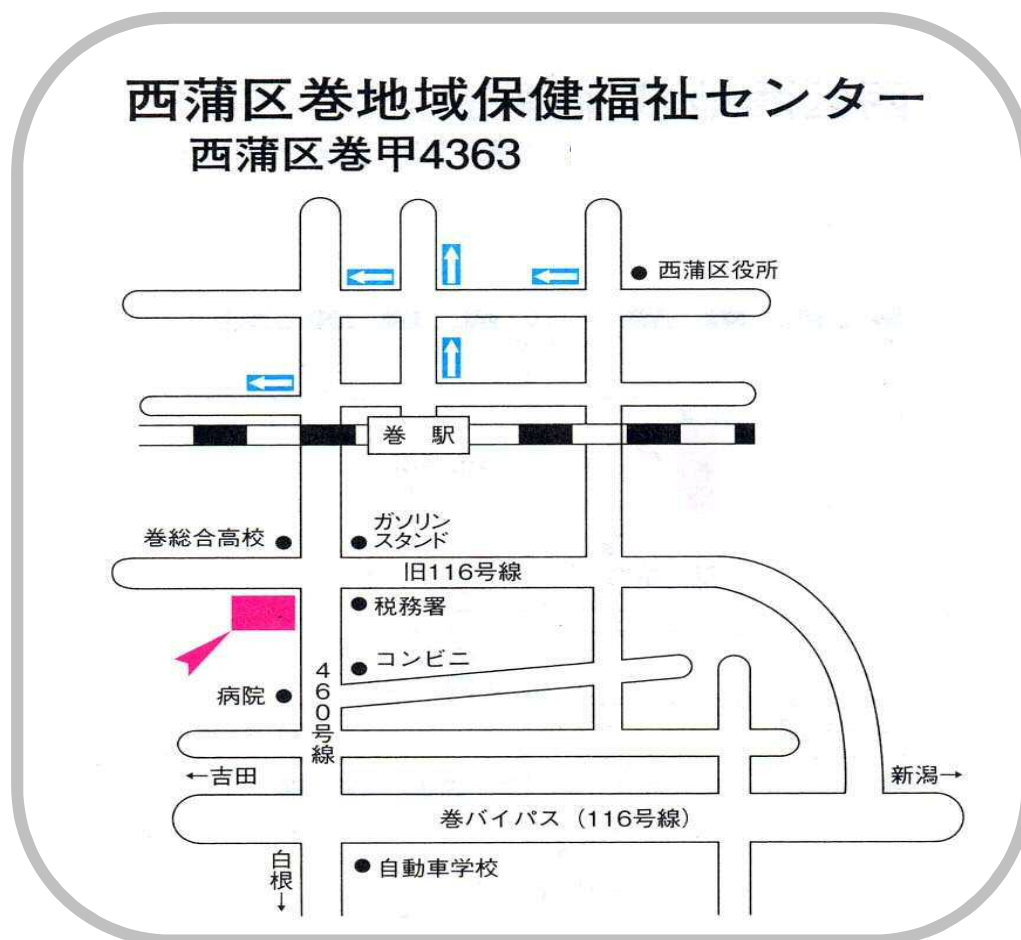 西蒲区巻地域保健福祉センター
西蒲区巻甲4363
西蒲区役所
巻 駅
巻総合高校
ガソリン
スタンド
旧116号線
税務署
コンビニ
460号線
病院
←吉田
新潟→
巻バイパス(116号線)
白根↓
自動車学校